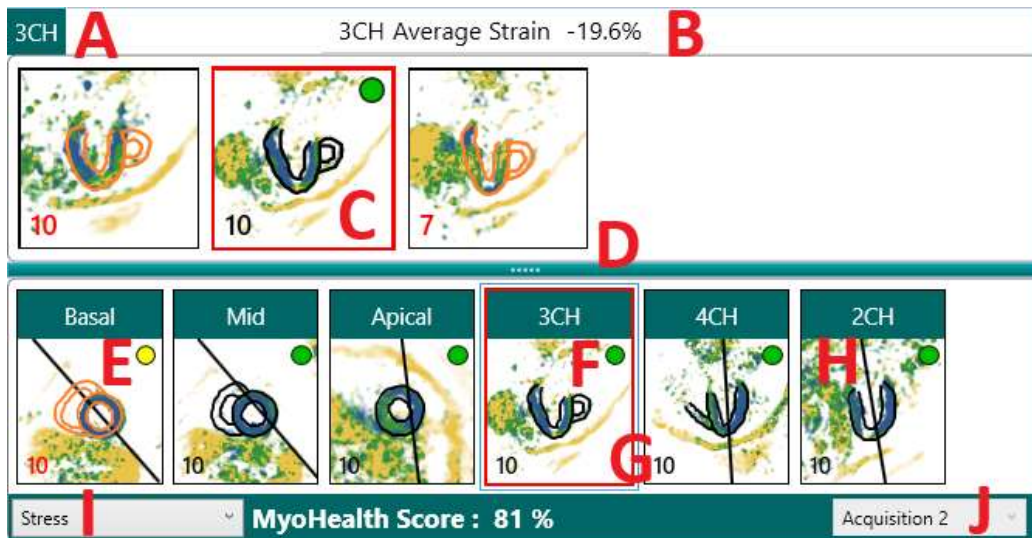 3CH A 3CH Average Strain -19.6% B
10 10 C 7
D
Basal Mid Apical 3CH 4CH 2CH
E F H
10 10 10 10 G 10 10
Stress I MyoHealth Score : 81 % Acquisition 2 J